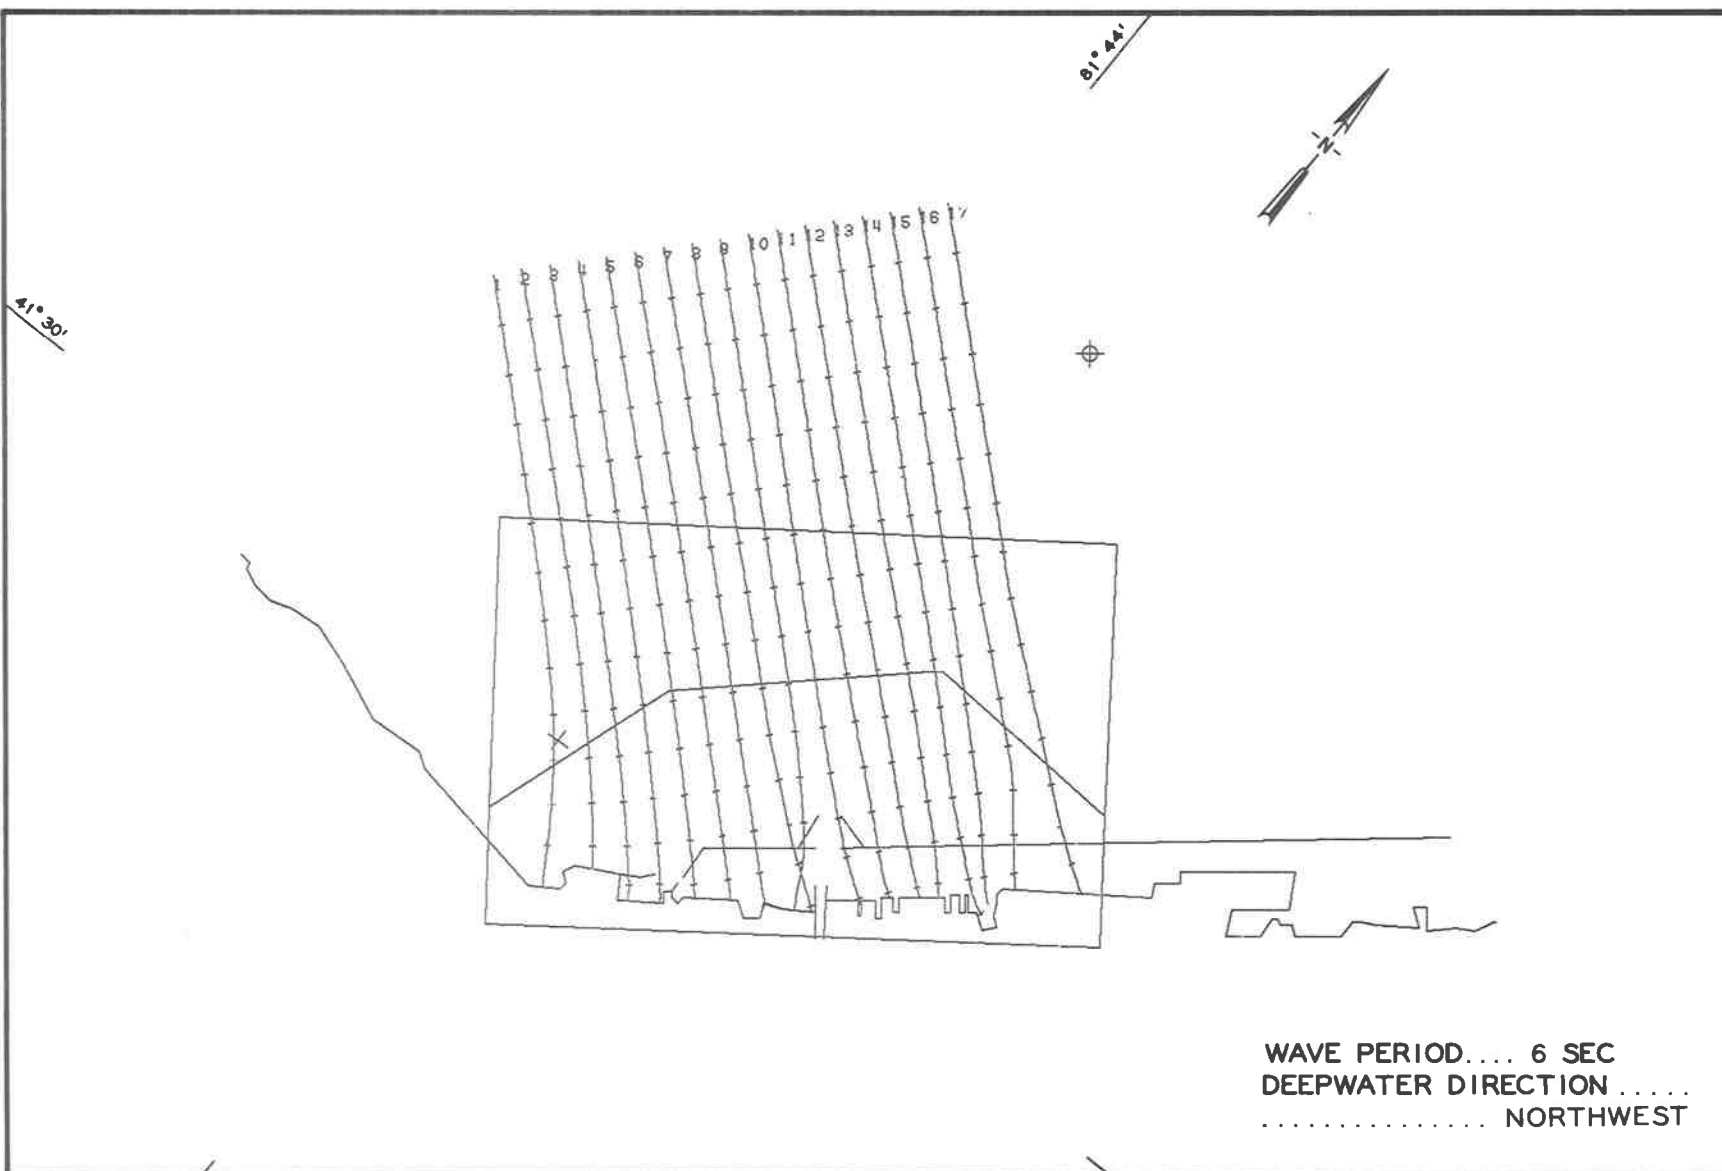 81° 44'
N
41° 30'
1 2 3 4 5 6 7 8 9 10 11 12 13 14 15 16 17
WAVE PERIOD.... 6 SEC
DEEPWATER DIRECTION .....
............... NORTHWEST